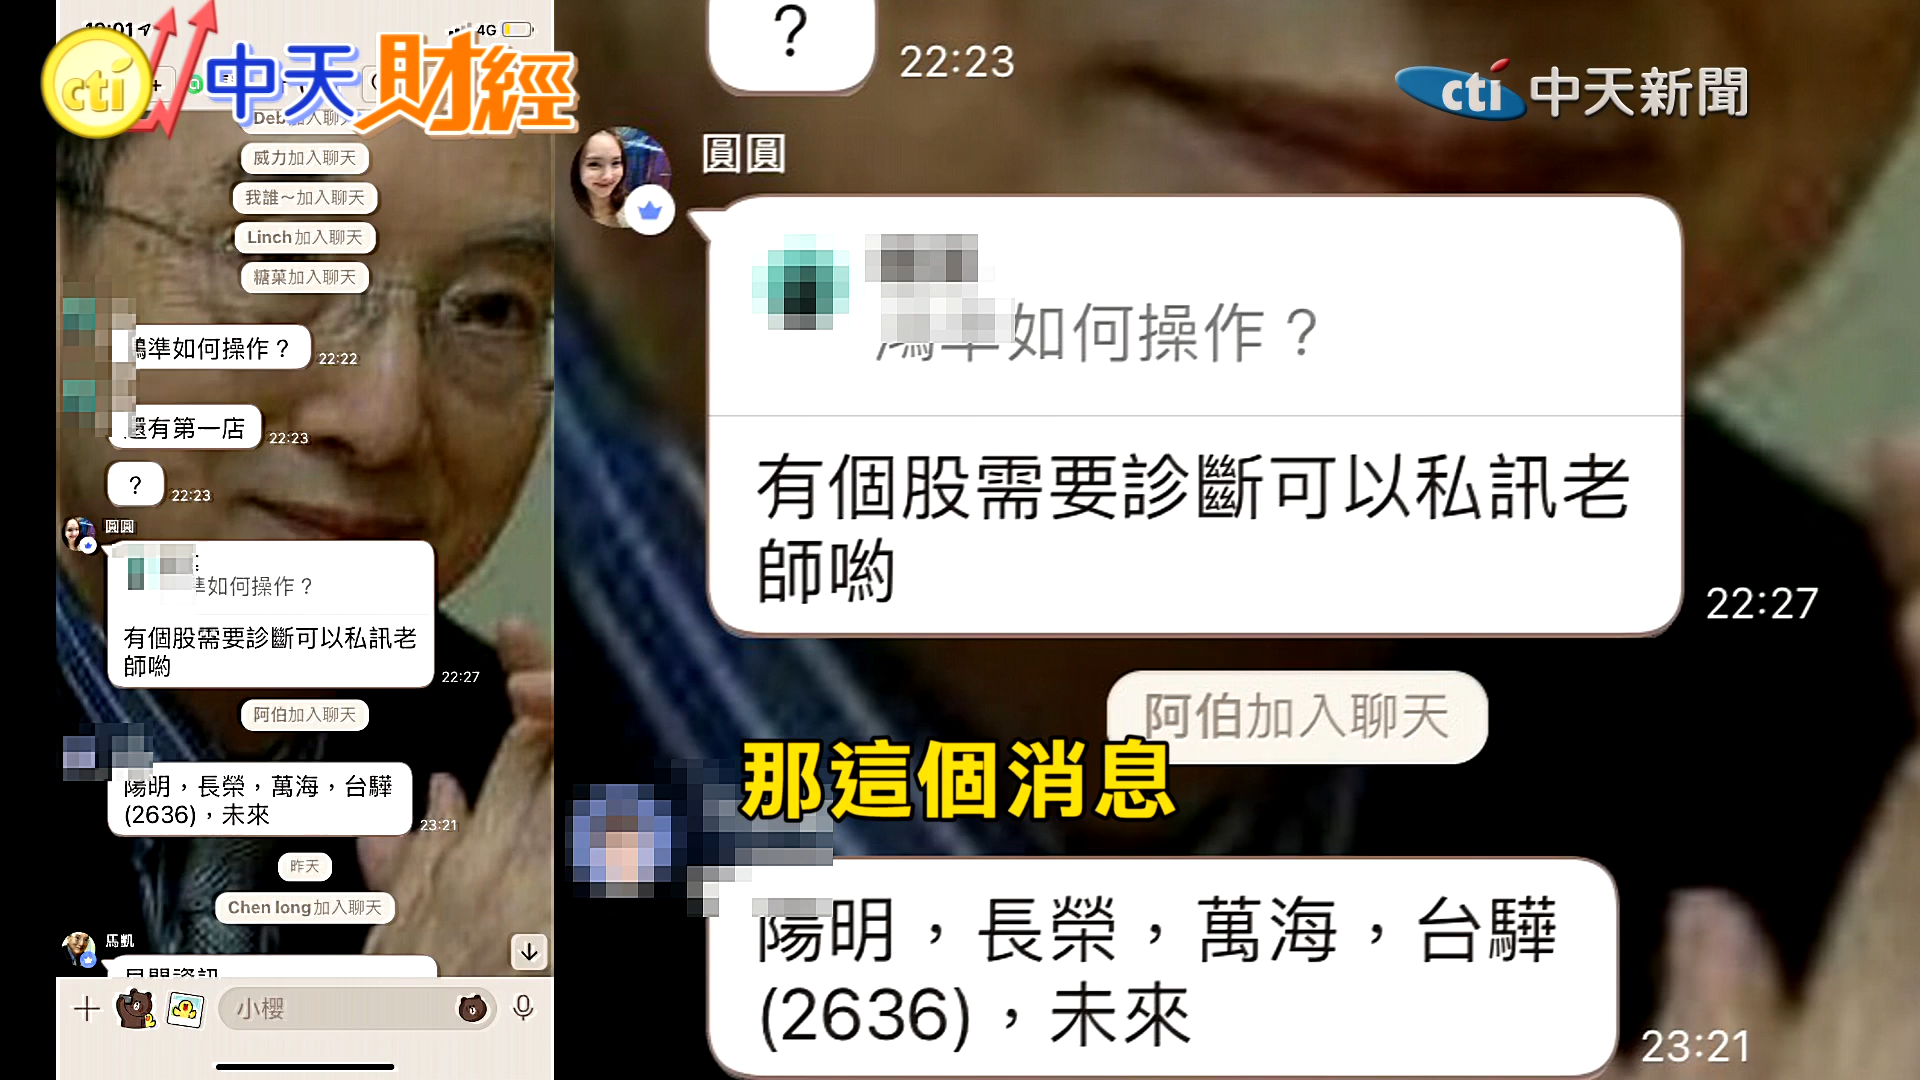 4G
cti
中天財經
加入聊天
威力加入聊天
我誰～加入聊天
Linch加入聊天
糖菓加入聊天
準如何操作？
22:22
還有第一店
22:23
？
22:23
圓圓
如何操作？
有個股需要診斷可以私訊老
師喲
22:27
阿伯加入聊天
陽明，長榮，萬海，台驊
(2636)，未來
23:21
昨天
Chen long加入聊天
馬凱
小櫻
？
22:23
cti 中天新聞
圓圓
如何操作？
有個股需要診斷可以私訊老
師喲
22:27
阿伯加入聊天
那這個消息
陽明，長榮，萬海，台驊
(2636)，未來
23:21